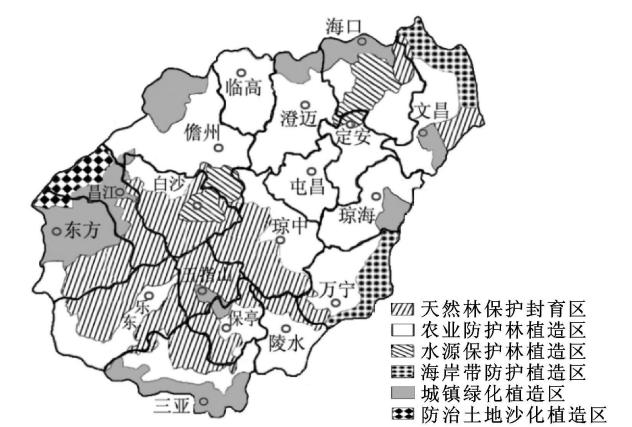 海口
临高
澄迈
文昌
定安
儋州
屯昌
白沙
昌江
琼海
琼中
东方
五指山
万宁
乐东
保亭
陵水
三亚
天然林保护封育区
农业防护林植造区
水源保护林植造区
海岸带防护植造区
城镇绿化植造区
防治土地沙化植造区